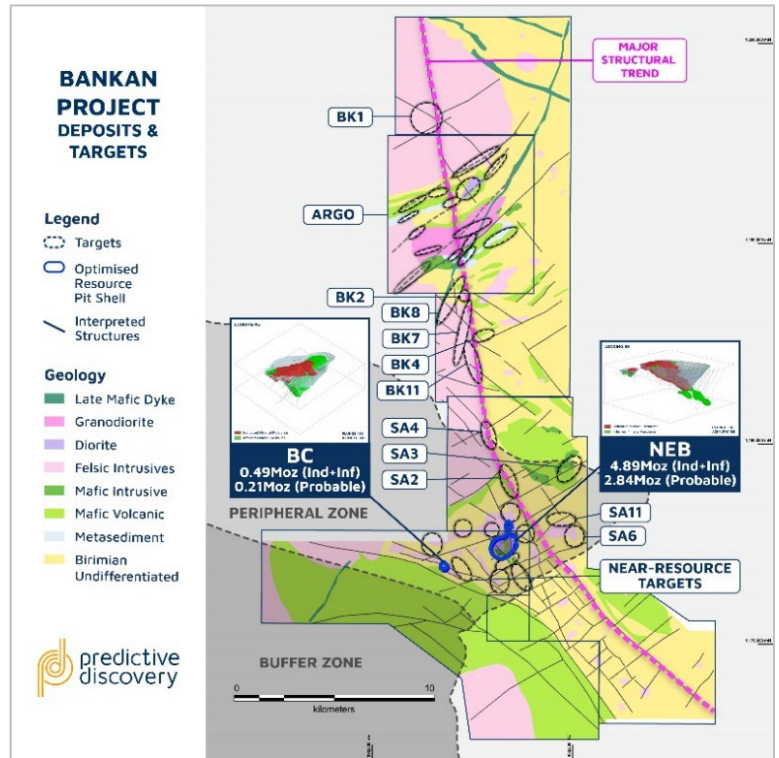 BANKAN
PROJECT
DEPOSITS &
TARGETS
Legend
Targets
Optimised
Resource
Pit Shell
Interpreted
Structures
Geology
Late Mafic Dyke
Granodiorite
Diorite
Felsic Intrusives
Mafic Intrusive
Mafic Volcanic
Metasediment
Birimian
Undifferentiated
predictive
discovery
MAJOR
STRUCTURAL
TREND
BK1
ARGO
BK2
BK8
BK7
BK4
BK11
SA4
SA3
SA2
BC
0.49Moz (Ind+Inf)
0.21Moz (Probable)
NEB
4.89Moz (Ind+Inf)
2.84Moz (Probable)
PERIPHERAL ZONE
SA11
SA6
NEAR-RESOURCE
TARGETS
BUFFER ZONE
0 10
kilometers